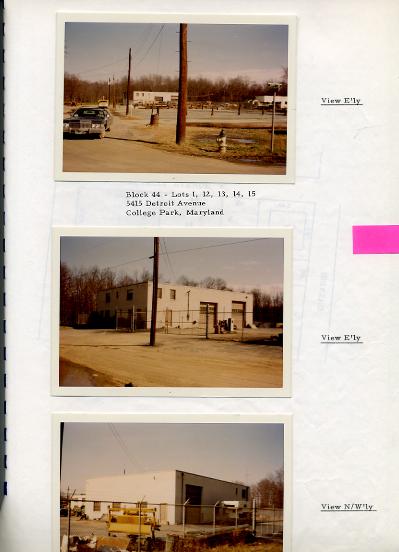 View E'ly
Block 44 - Lots 1, 12, 13, 14, 15
5415 Detroit Avenue
College Park, Maryland
View E'ly
View N/W'ly